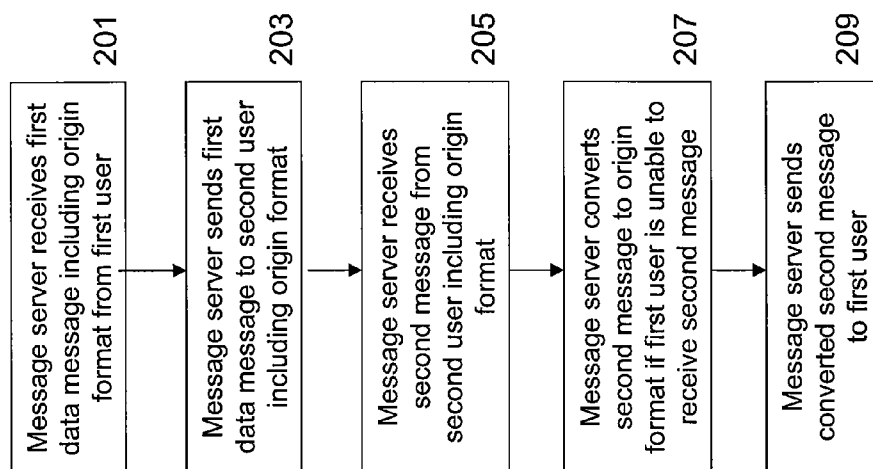 201
Message server receives first
data message including origin
format from first user
203
Message server sends first
data message to second user
including origin format
205
Message server receives
second message from
second user including origin
format
207
Message server converts
second message to origin
format if first user is unable to
receive second message
209
Message server sends
converted second message
to first user